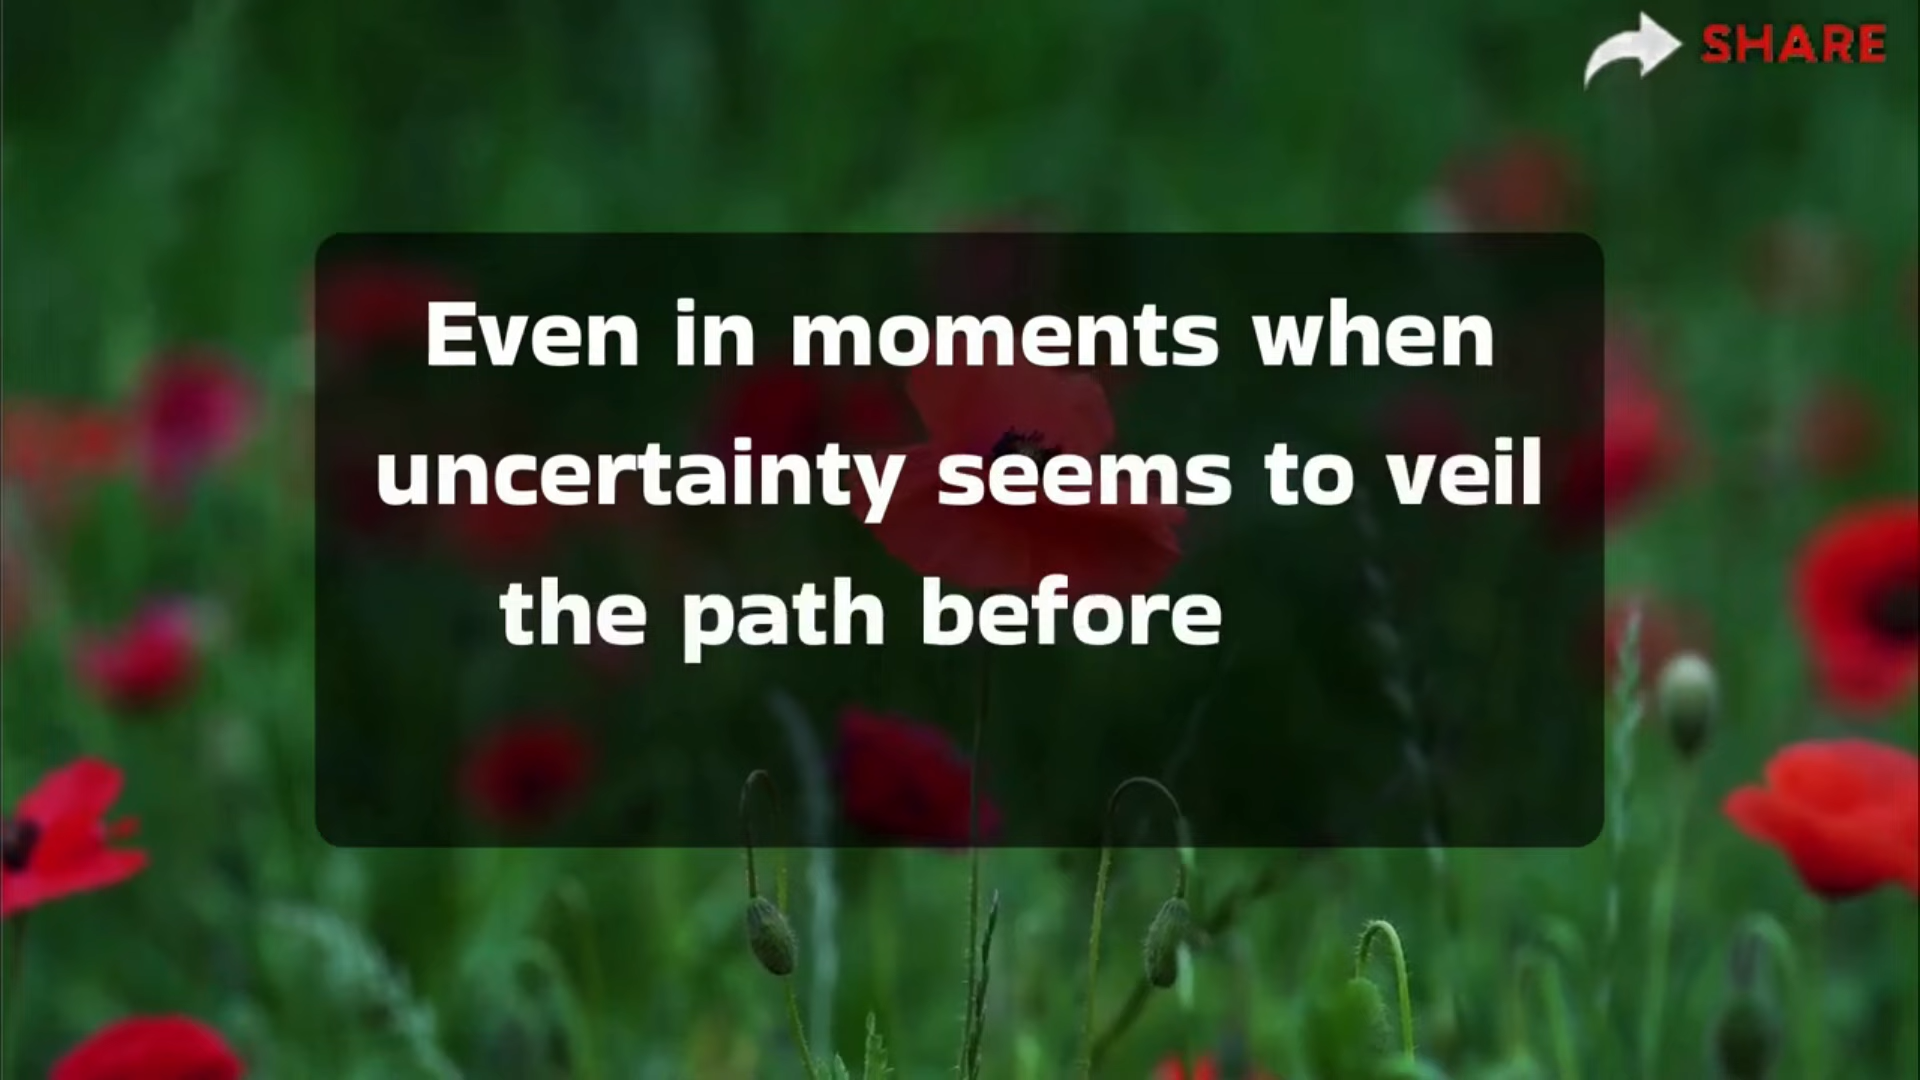 SHARE
Even in moments when
uncertainty seems to veil
the path before